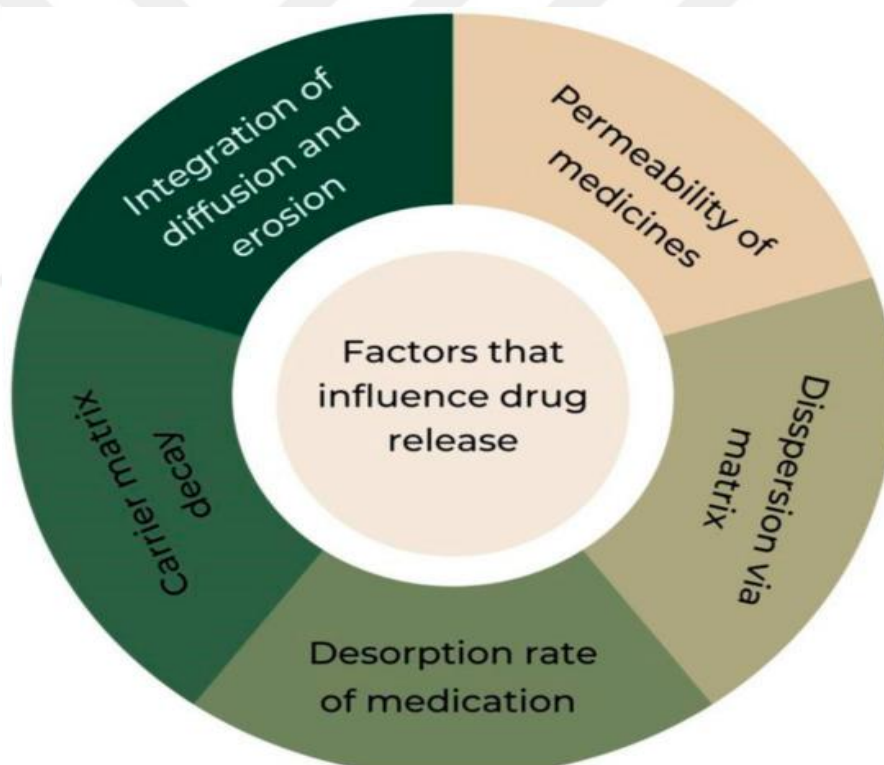 Factors that
influence drug
release
Permeability of
medicines
Disspersion via
matrix
Desorption rate
of medication
Carrier matrix
decay
Integration of
diffusion and
erosion